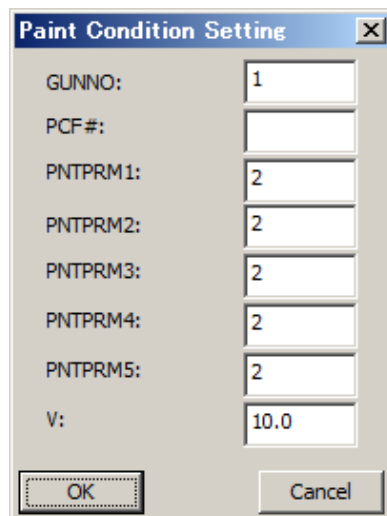 Paint Condition Setting
GUNNO: 1
PCF#:
PNTPRM1: 2
PNTPRM2: 2
PNTPRM3: 2
PNTPRM4: 2
PNTPRM5: 2
V: 10.0
OK Cancel